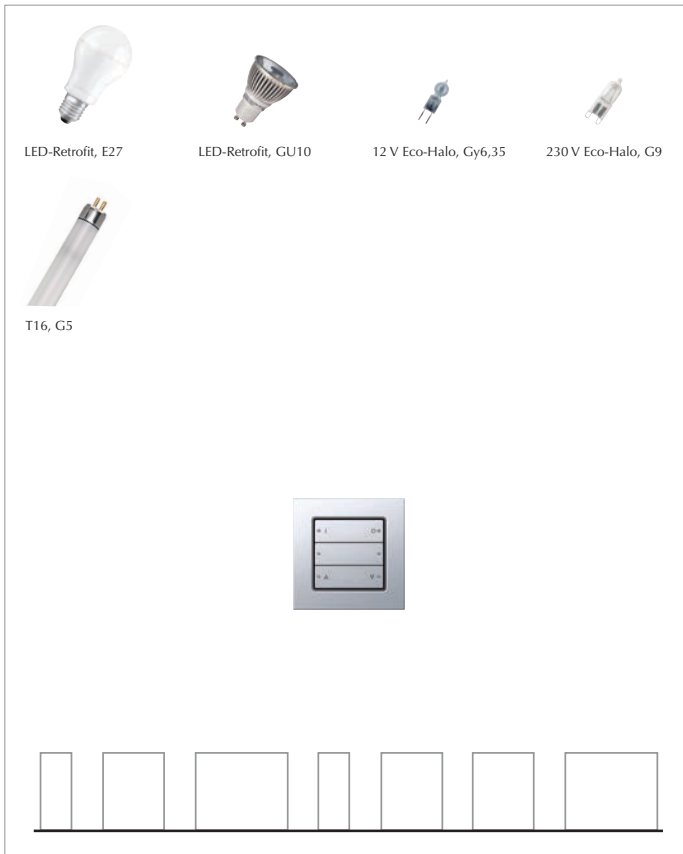 LED-Retrofit, E27
LED-Retrofit, GU10
12 V Eco-Halo, Gy6,35
230 V Eco-Halo, G9
T16, G5